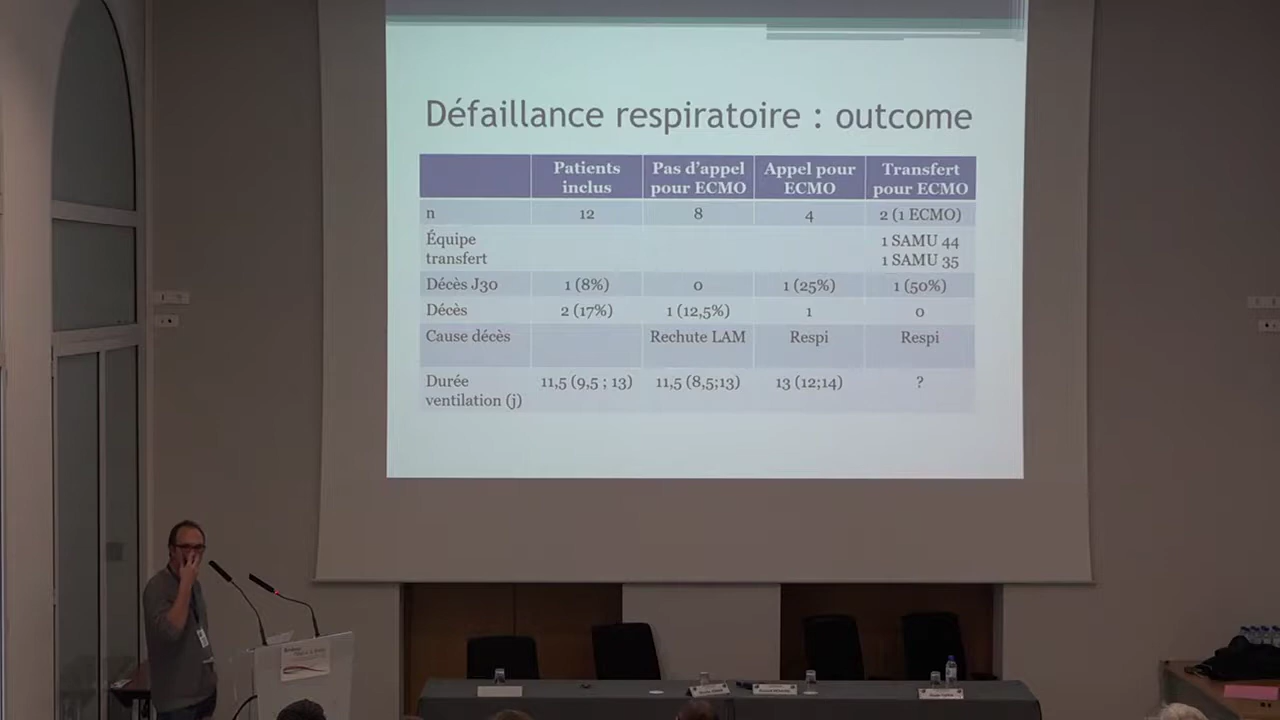 Défaillance respiratoire : outcome
Patients inclus | Pas d'appel pour ECMO | Appel pour ECMO | Transfert pour ECMO
n | 12 | 8 | 4 | 2 (1 ECMO)
Équipe transfert | 1 SAMU 44 1 SAMU 35
Décès J30 | 1 (8%) | 0 | 1 (25%) | 1 (50%)
Décès | 2 (17%) | 1 (12,5%) | 1 | 0
Cause décès | Rechute LAM | Respi | Respi
Durée ventilation (j) | 11,5 (9,5 ; 13) | 11,5 (8,5;13) | 13 (12;14) | ?